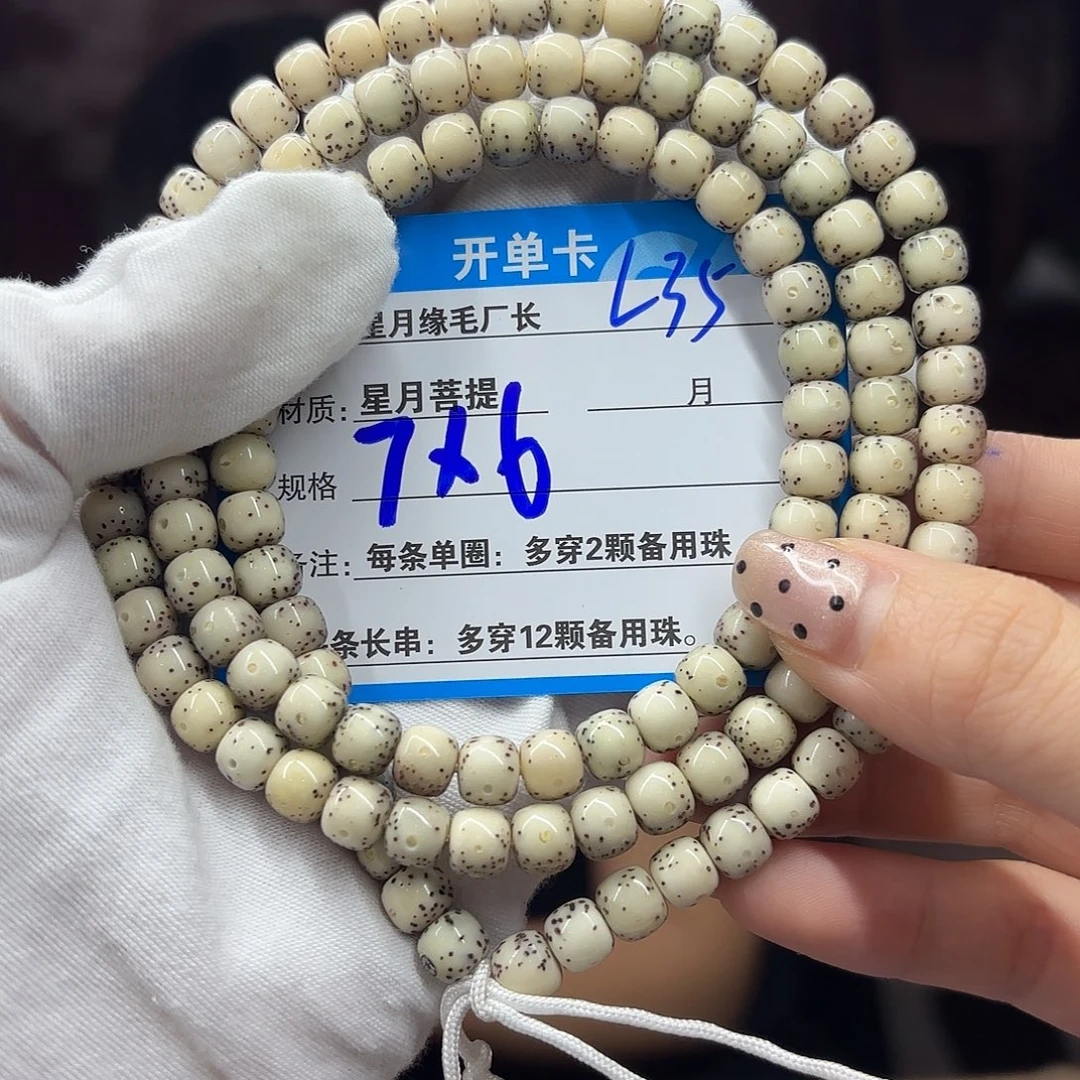 开单卡
星月缘毛厂长 L35
材质: 星月菩提 月
规格 7x6
备注: 每条单圈: 多穿2颗备用珠
条长串: 多穿12颗备用珠。